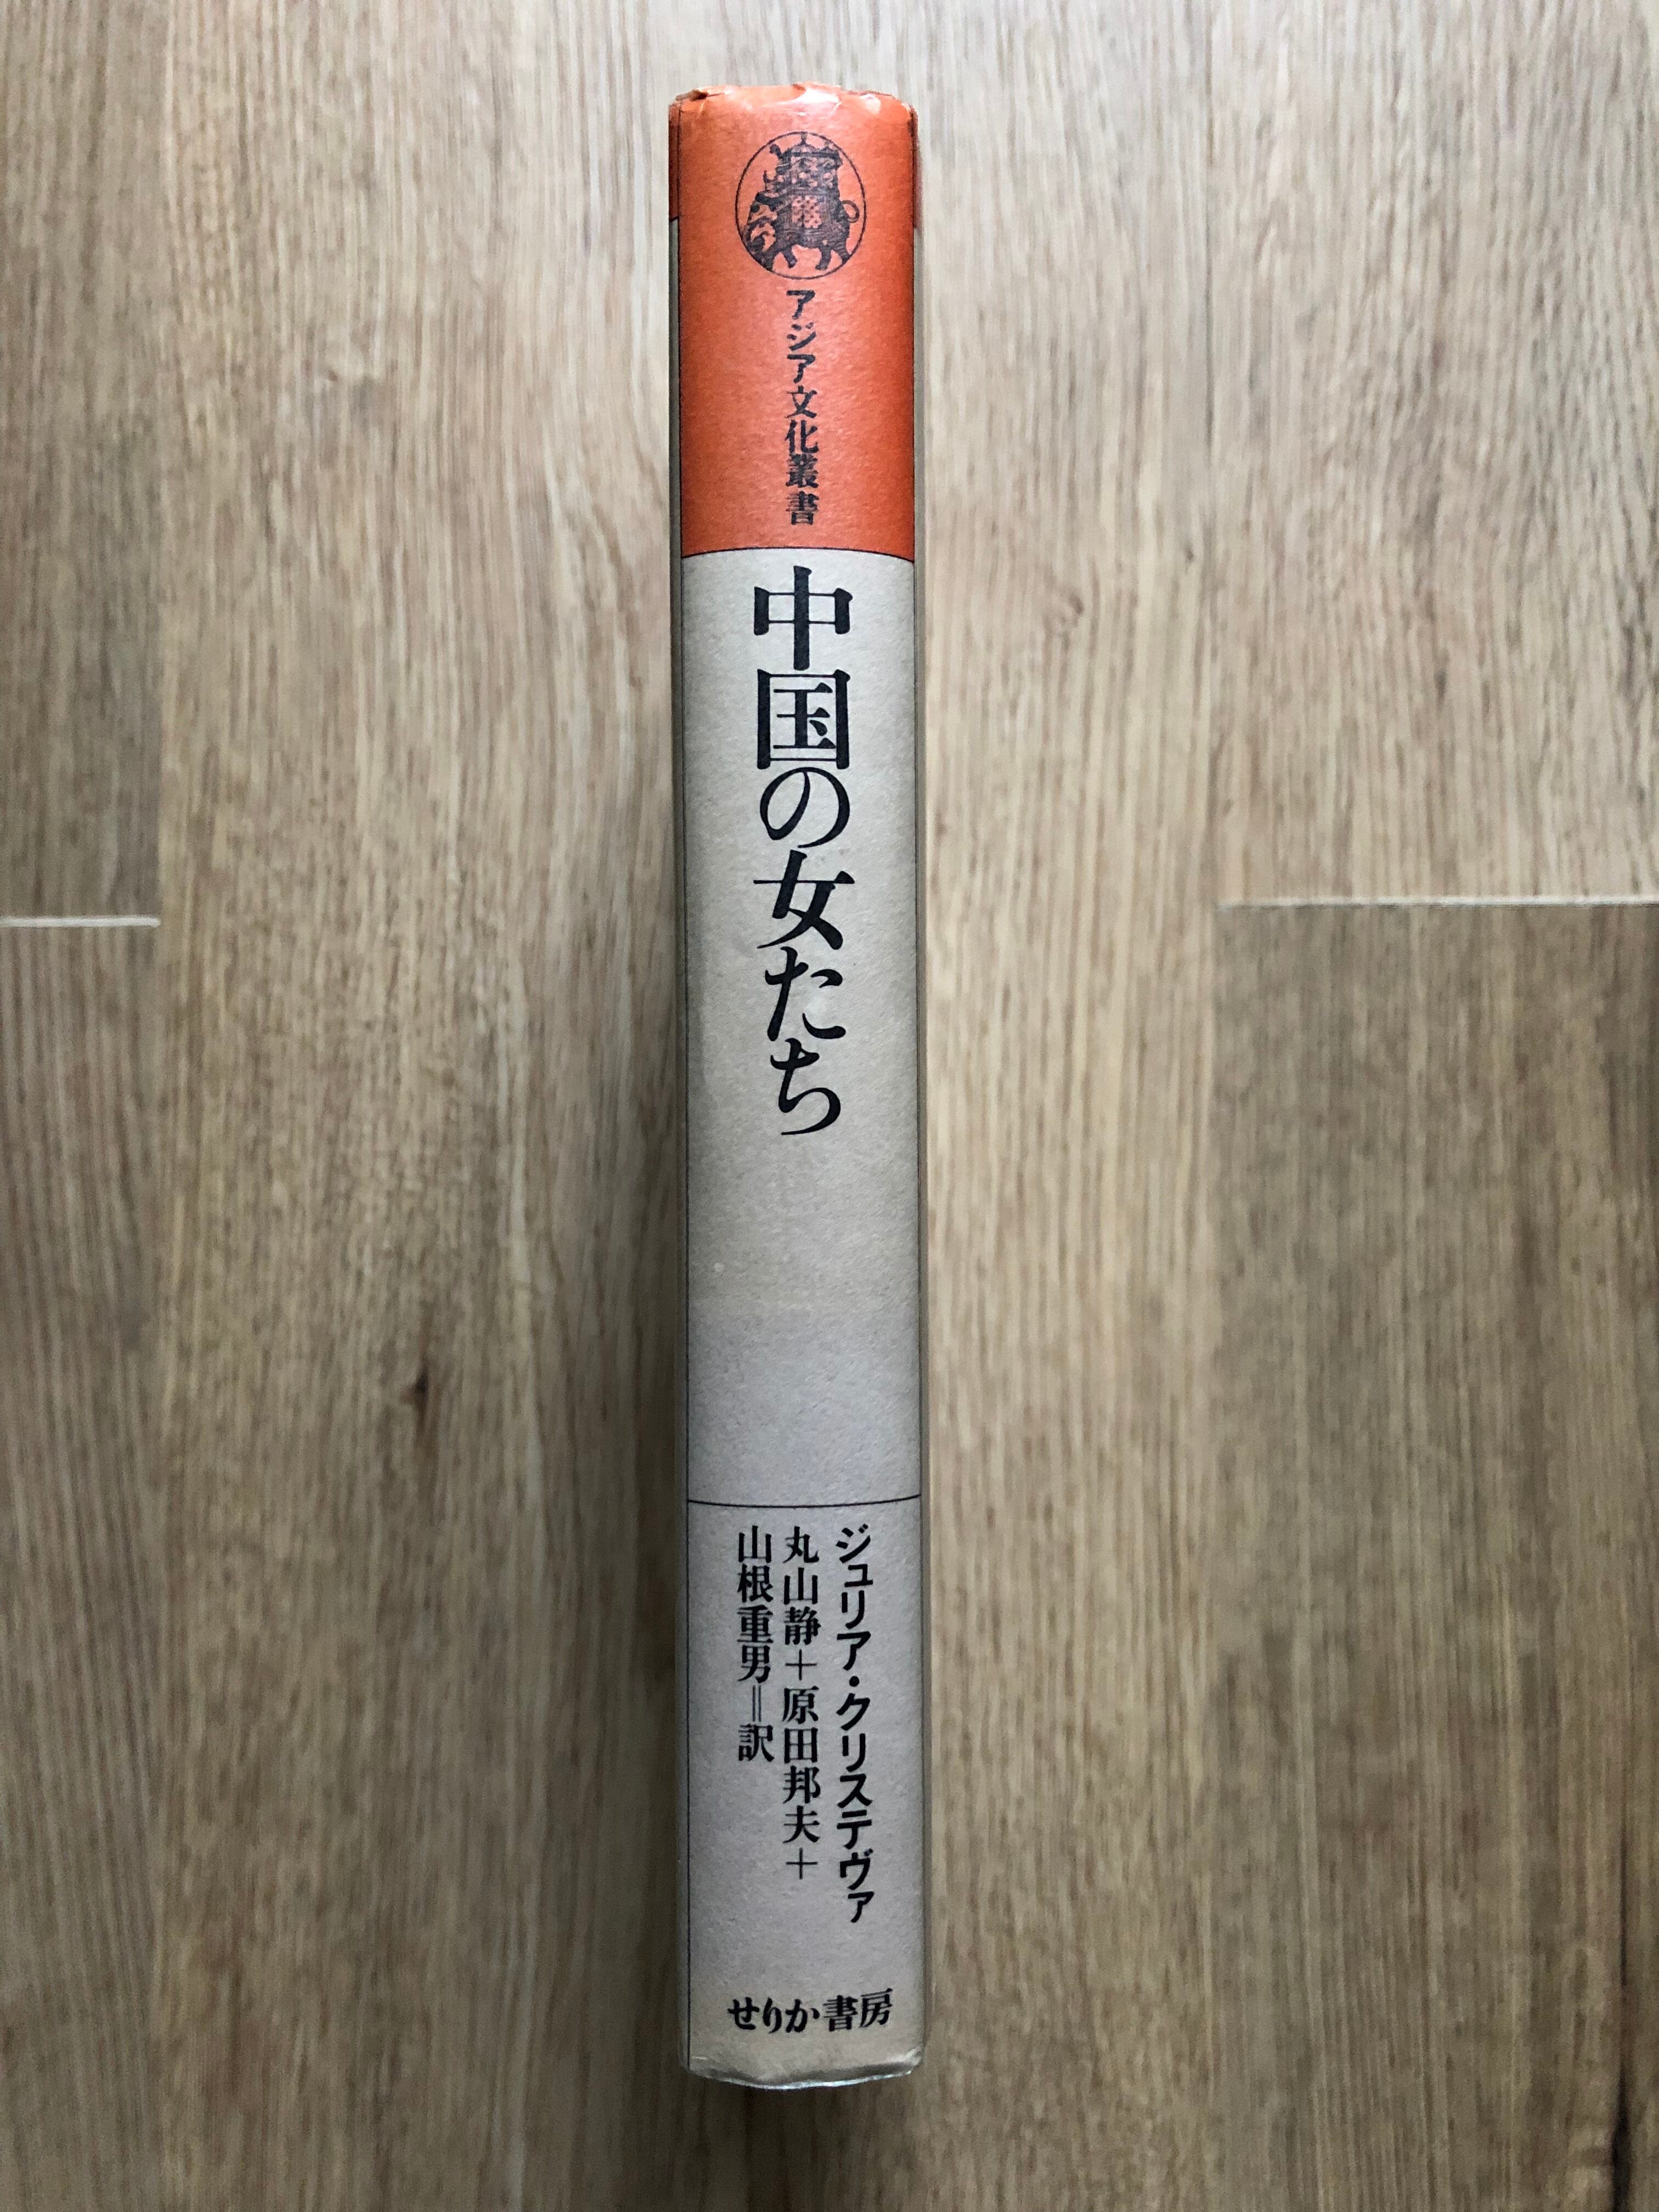 アジア文化叢書
中国の女たち
ジュリア・クリステヴァ
丸山静＋原田邦夫＋
山根重男＝訳
せりか書房